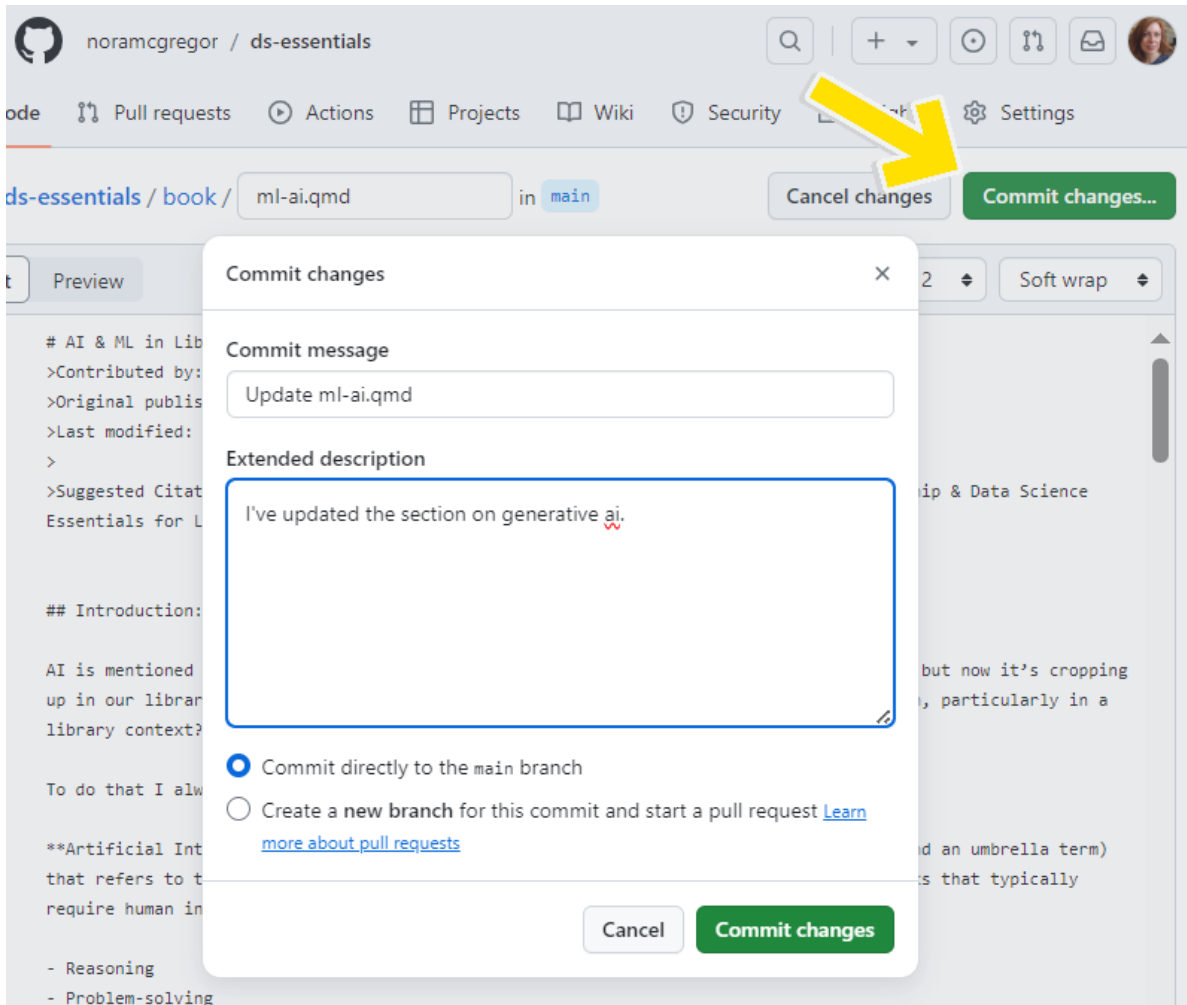 noramcgregor / ds-essentials
ode Pull requests Actions Projects Wiki Security Settings
ds-essentials / book / ml-ai.qmd in main Cancel changes Commit changes...
t Preview 2 Soft wrap
Commit changes
# AI & ML in Lib
Commit message
>Contributed by:
Update ml-ai.qmd
>Original publis
>Last modified:
Extended description
>
>Suggested Citat ip & Data Science
I've updated the section on generative ai.
Essentials for L
## Introduction:
AI is mentioned but now it's cropping
up in our librar , particularly in a
library context?
Commit directly to the main branch
To do that I alw
Create a new branch for this commit and start a pull request Learn
more about pull requests
**Artificial Int d an umbrella term)
that refers to t s that typically
require human in
Cancel Commit changes
- Reasoning
- Problem-solving